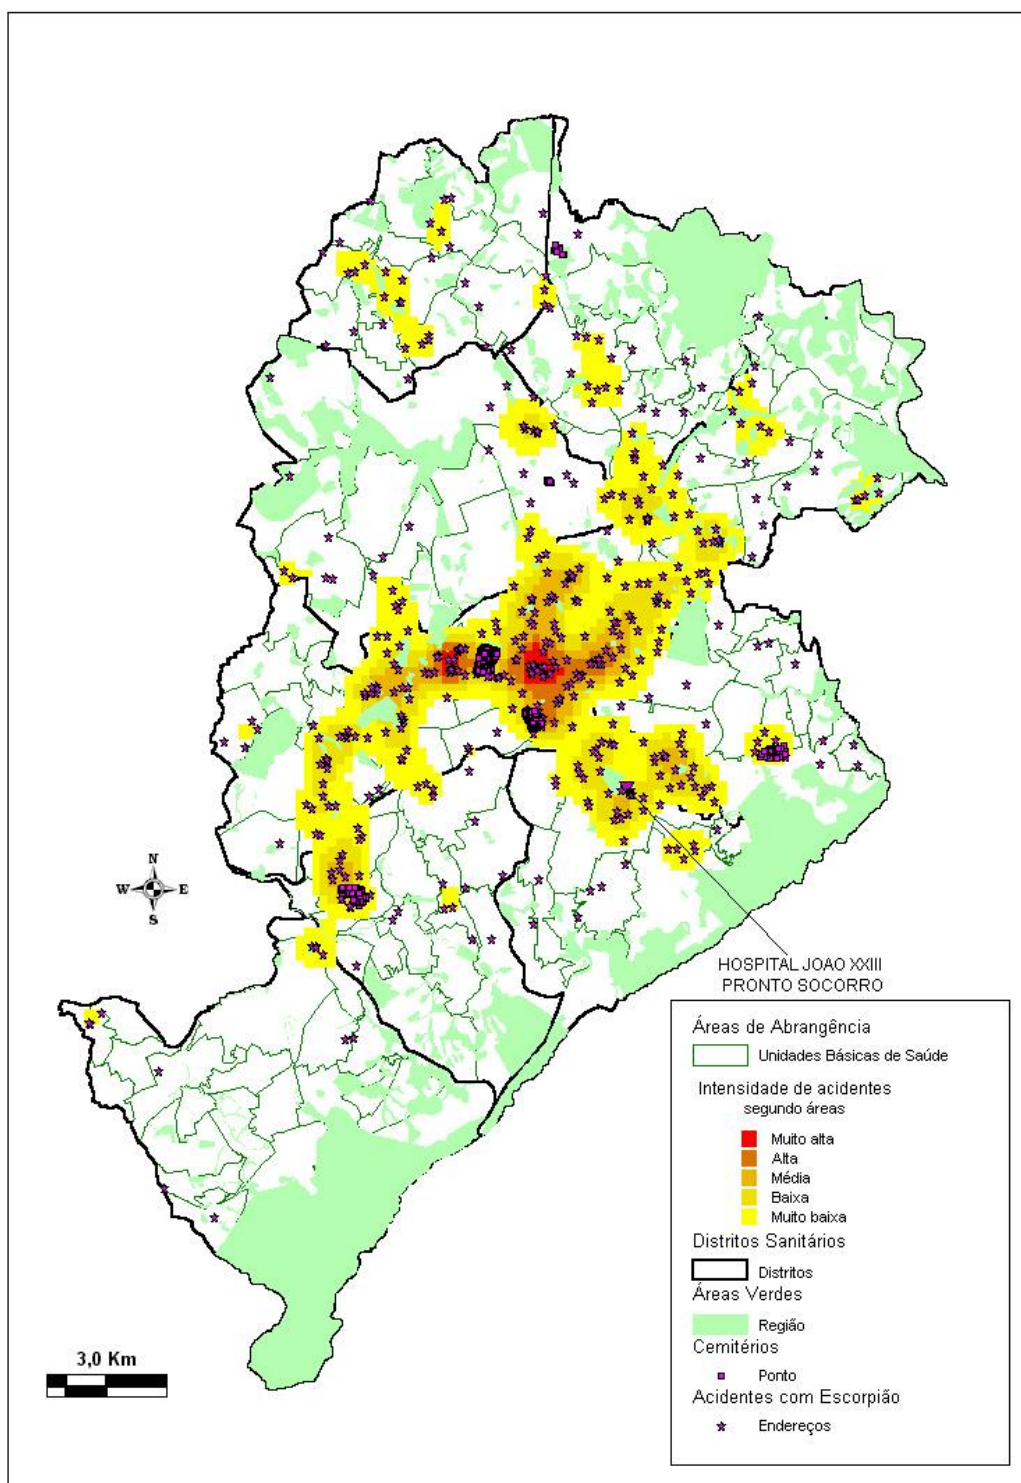 N
W E
S
HOSPITAL JOAO XXIII
PRONTO SOCORRO
Áreas de Abrangência
Unidades Básicas de Saúde
Intensidade de acidentes
segundo áreas
Muito alta
Alta
Média
Baixa
Muito baixa
Distritos Sanitários
Distritos
Áreas Verdes
Região
Cemitérios
Ponto
Acidentes com Escorpião
Endereços
3,0 Km